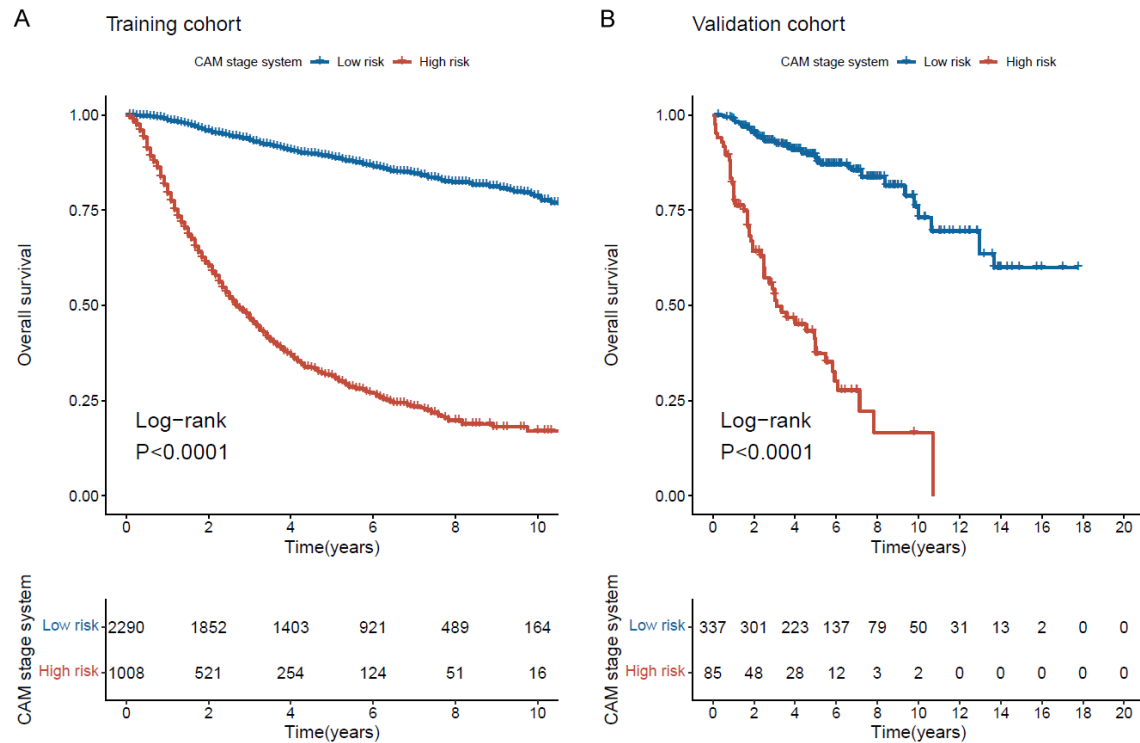 A
Training cohort
CAM stage system Low risk High risk
1.00
0.75
0.50
0.25
0.00
Overall survival
Log-rank
P<0.0001
0 2 4 6 8 10
Time(years)
CAM stage system
Low risk 2290 1852 1403 921 489 164
High risk 1008 521 254 124 51 16
0 2 4 6 8 10
Time(years)
B
Validation cohort
CAM stage system Low risk High risk
1.00
0.75
0.50
0.25
0.00
Overall survival
Log-rank
P<0.0001
0 2 4 6 8 10 12 14 16 18 20
Time(years)
CAM stage system
Low risk 337 301 223 137 79 50 31 13 2 0 0
High risk 85 48 28 12 3 2 0 0 0 0 0
0 2 4 6 8 10 12 14 16 18 20
Time(years)